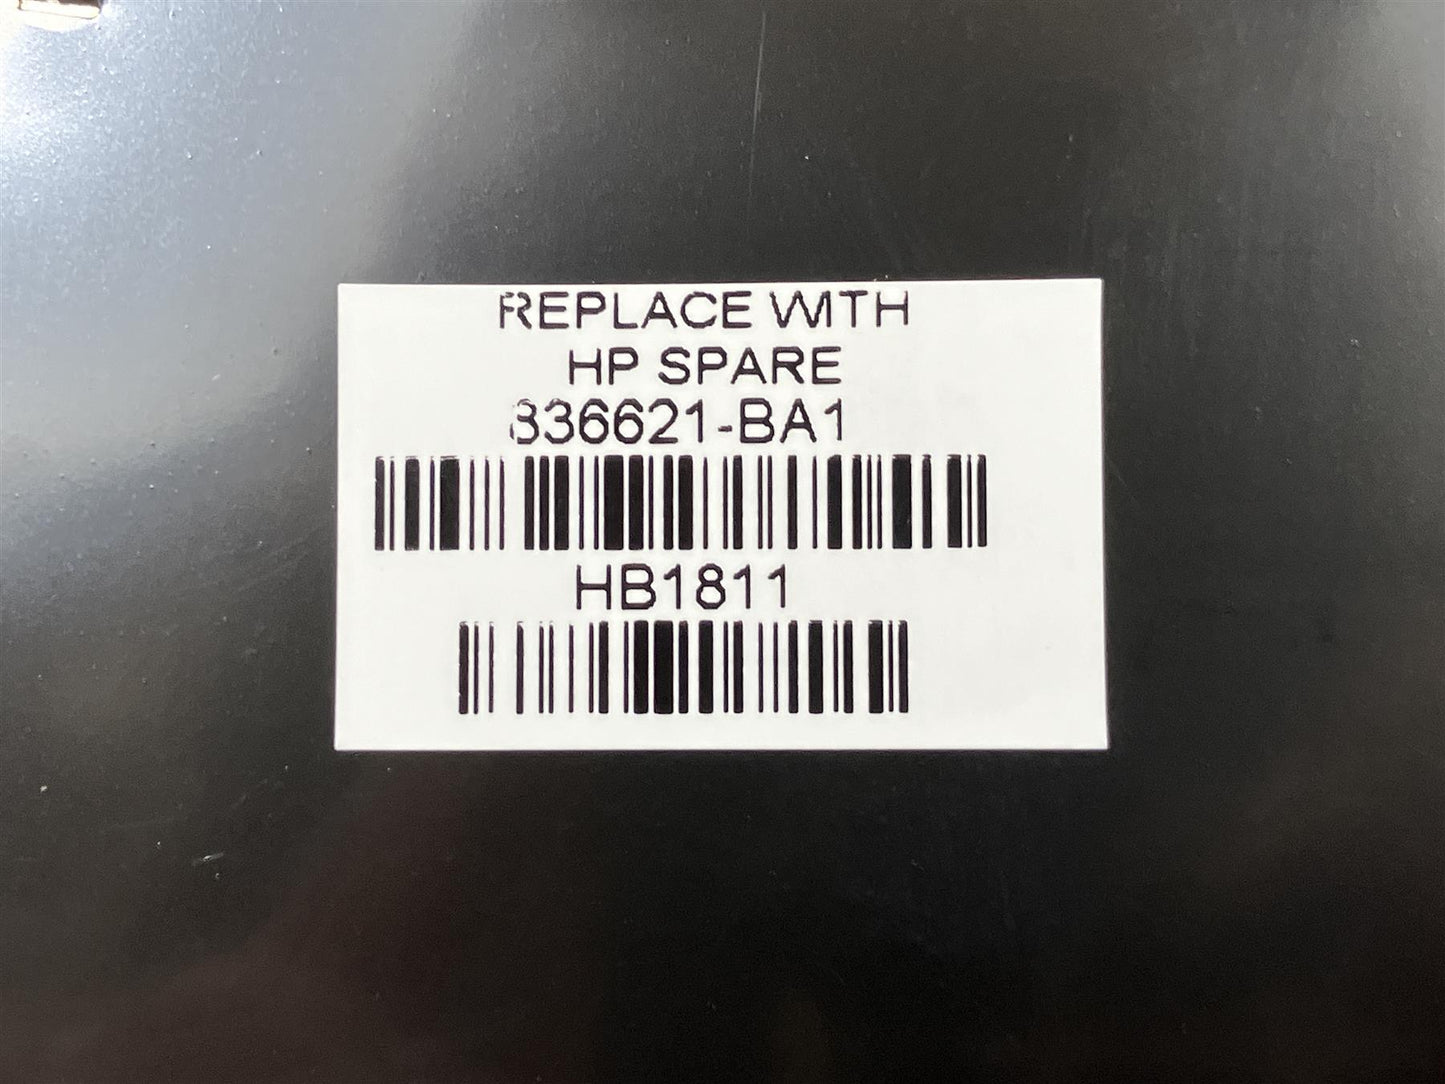 REPLACE WITH
HP SPARE
836621-BA1
HB1811